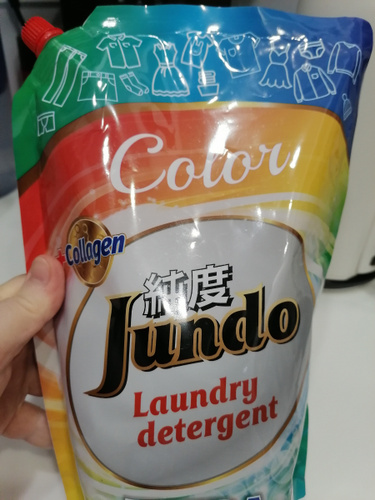 Color
+Collagen
純度
Jundo
Laundry
detergent